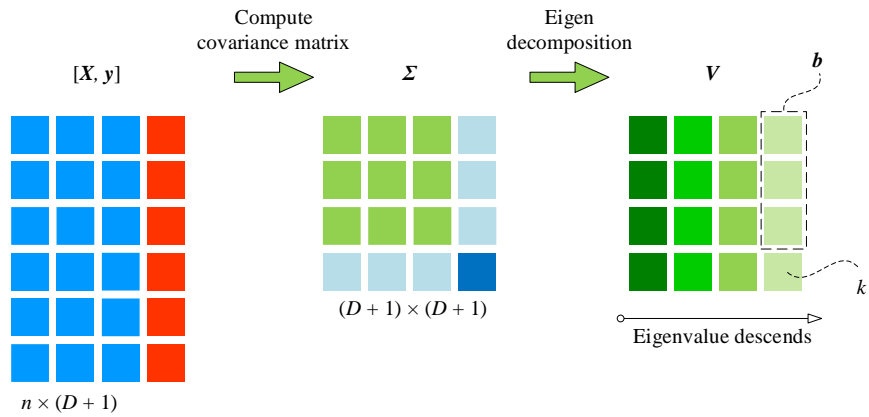 Compute
covariance matrix
Eigen
decomposition
[X, y]
Σ
V
b
k
(D + 1) × (D + 1)
Eigenvalue descends
n × (D + 1)